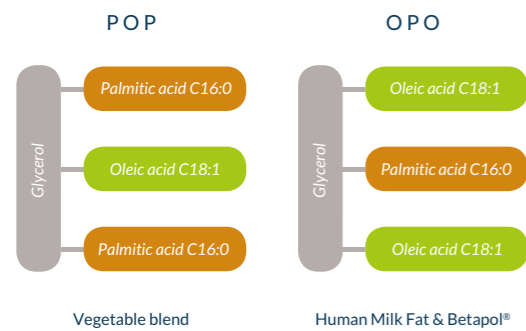 POP
Glycerol
Palmitic acid C16:0
Oleic acid C18:1
Palmitic acid C16:0
Vegetable blend
OPO
Glycerol
Oleic acid C18:1
Palmitic acid C16:0
Oleic acid C18:1
Human Milk Fat & Betapol®